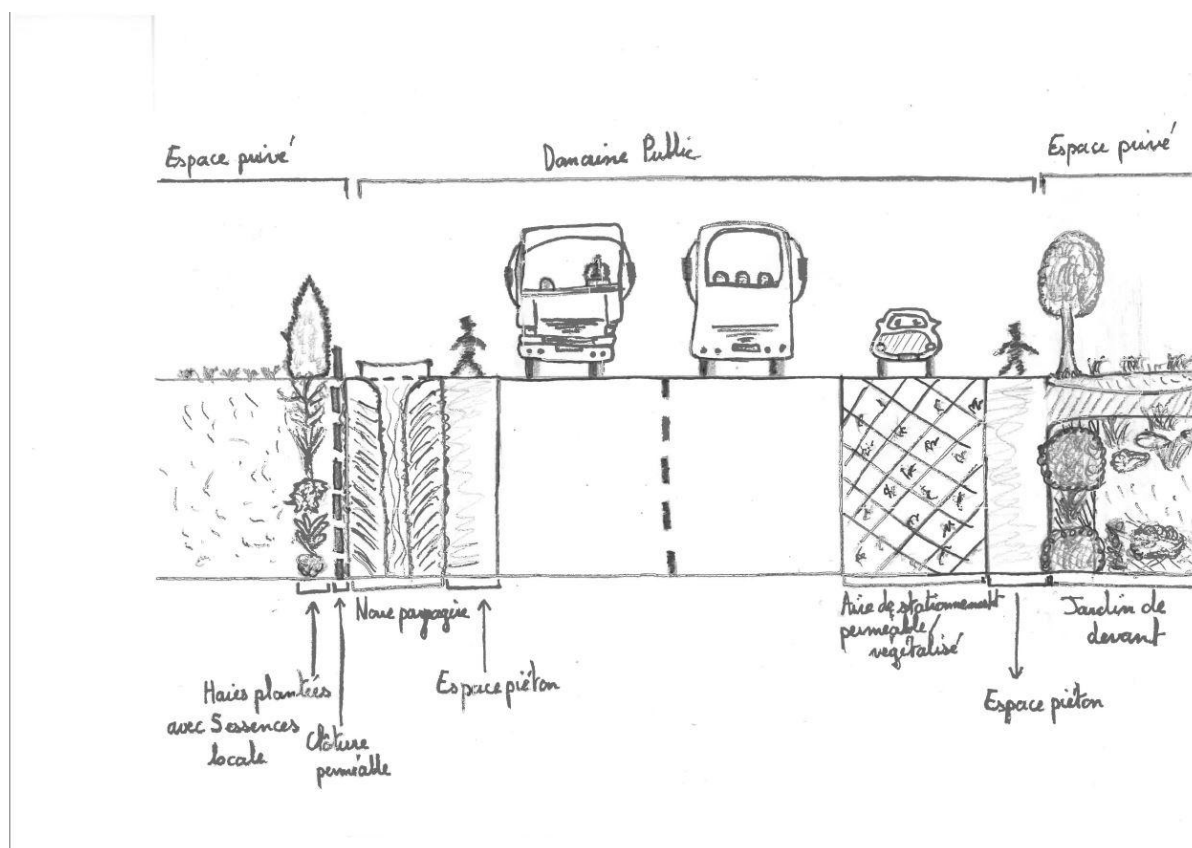 Espace privé
Domaine Public
Espace privé
Noue paysagère
Aire de stationnement
perméable/
végétalisé
Jardin de
devant
Haies plantées
avec 5 essences
locale
Clôture
perméable
Espace piéton
Espace piéton